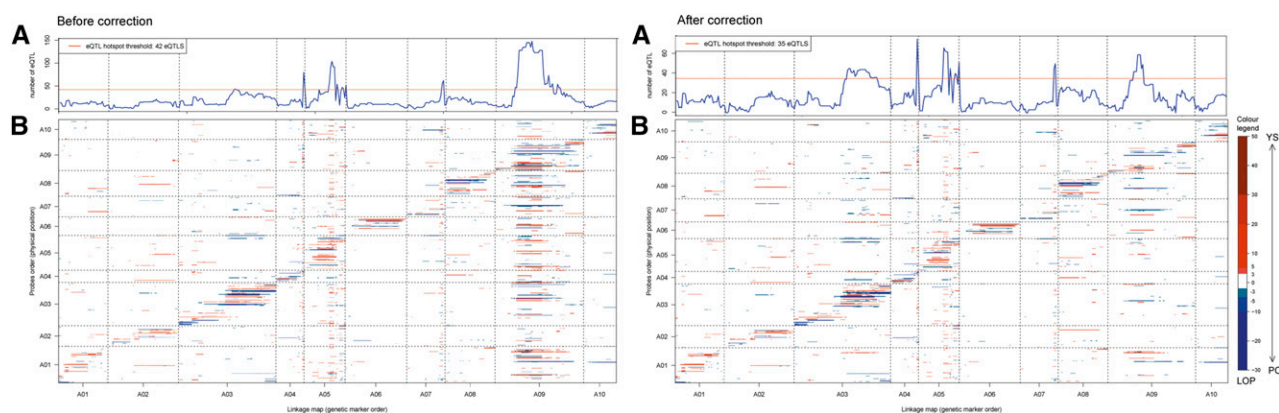 Before correction
A
eQTL hotspot threshold: 42 eQTLS
number of eQTL
150
100
50
0
B
Probes order (physical position)
A10
A09
A08
A07
A06
A05
A04
A03
A02
A01
A01 A02 A03 A04 A05 A06 A07 A08 A09 A10
Linkage map (genetic marker order)
After correction
A
eQTL hotspot threshold: 35 eQTLS
number of eQTL
60
40
20
0
B
Probes order (physical position)
A10
A09
A08
A07
A06
A05
A04
A03
A02
A01
A01 A02 A03 A04 A05 A06 A07 A08 A09 A10
Linkage map (genetic marker order)
Colour
legend
YS
50
40
30
20
10
5
3
0
-3
-5
-10
-20
-30
PC
LOP